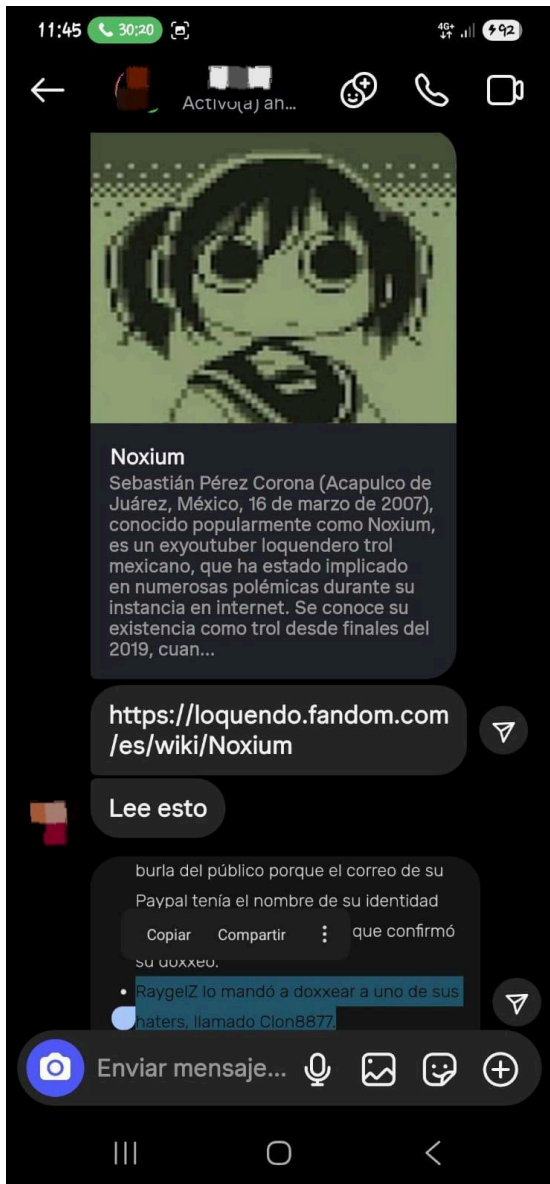 11:45 30:20 4G+ 92
Activo(a) an...
Noxium
Sebastián Pérez Corona (Acapulco de
Juárez, México, 16 de marzo de 2007),
conocido popularmente como Noxium,
es un exyoutuber loquendero trol
mexicano, que ha estado implicado
en numerosas polémicas durante su
instancia en internet. Se conoce su
existencia como trol desde finales del
2019, cuan...
https://loquendo.fandom.com
/es/wiki/Noxium
Lee esto
burla del público porque el correo de su
Paypal tenía el nombre de su identidad
Copiar Compartir que confirmó
su doxxeo.
• RaygelZ lo mandó a doxxear a uno de sus
haters, llamado Clon8877.
Enviar mensaje...